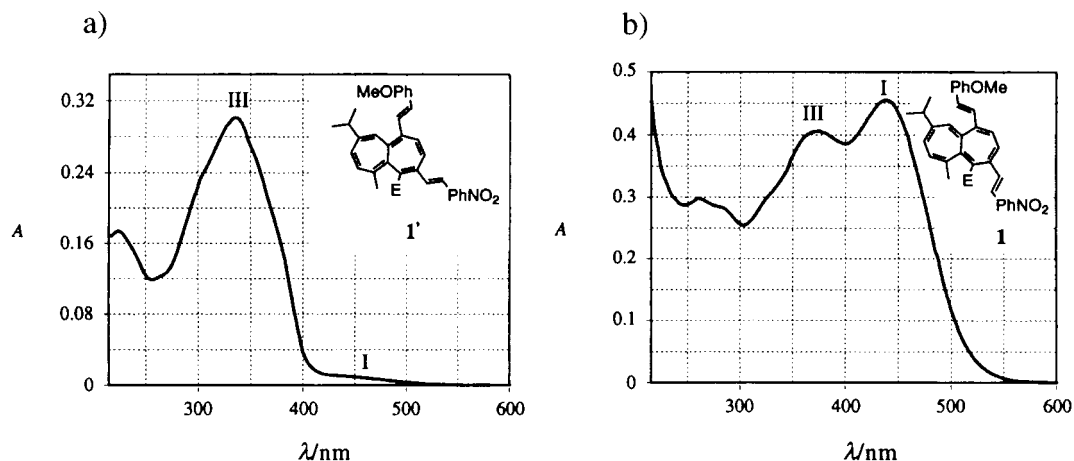 a)
0.32
0.24
0.16
0.08
0
A
300
400
500
600
λ/nm
III
I
MeOPh
E
PhNO₂
1'
b)
0.5
0.4
0.3
0.2
0.1
0
A
300
400
500
600
λ/nm
III
I
PhOMe
E
PhNO₂
1